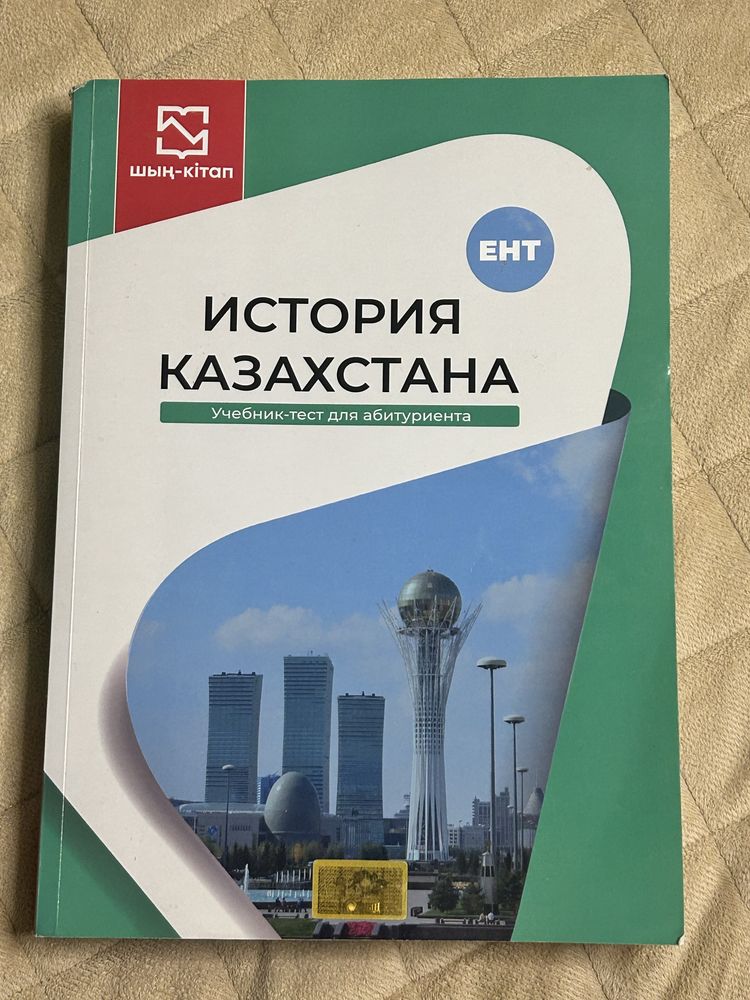 шың-кітап
ЕНТ
ИСТОРИЯ
КАЗАХСТАНА
Учебник-тест для абитуриента